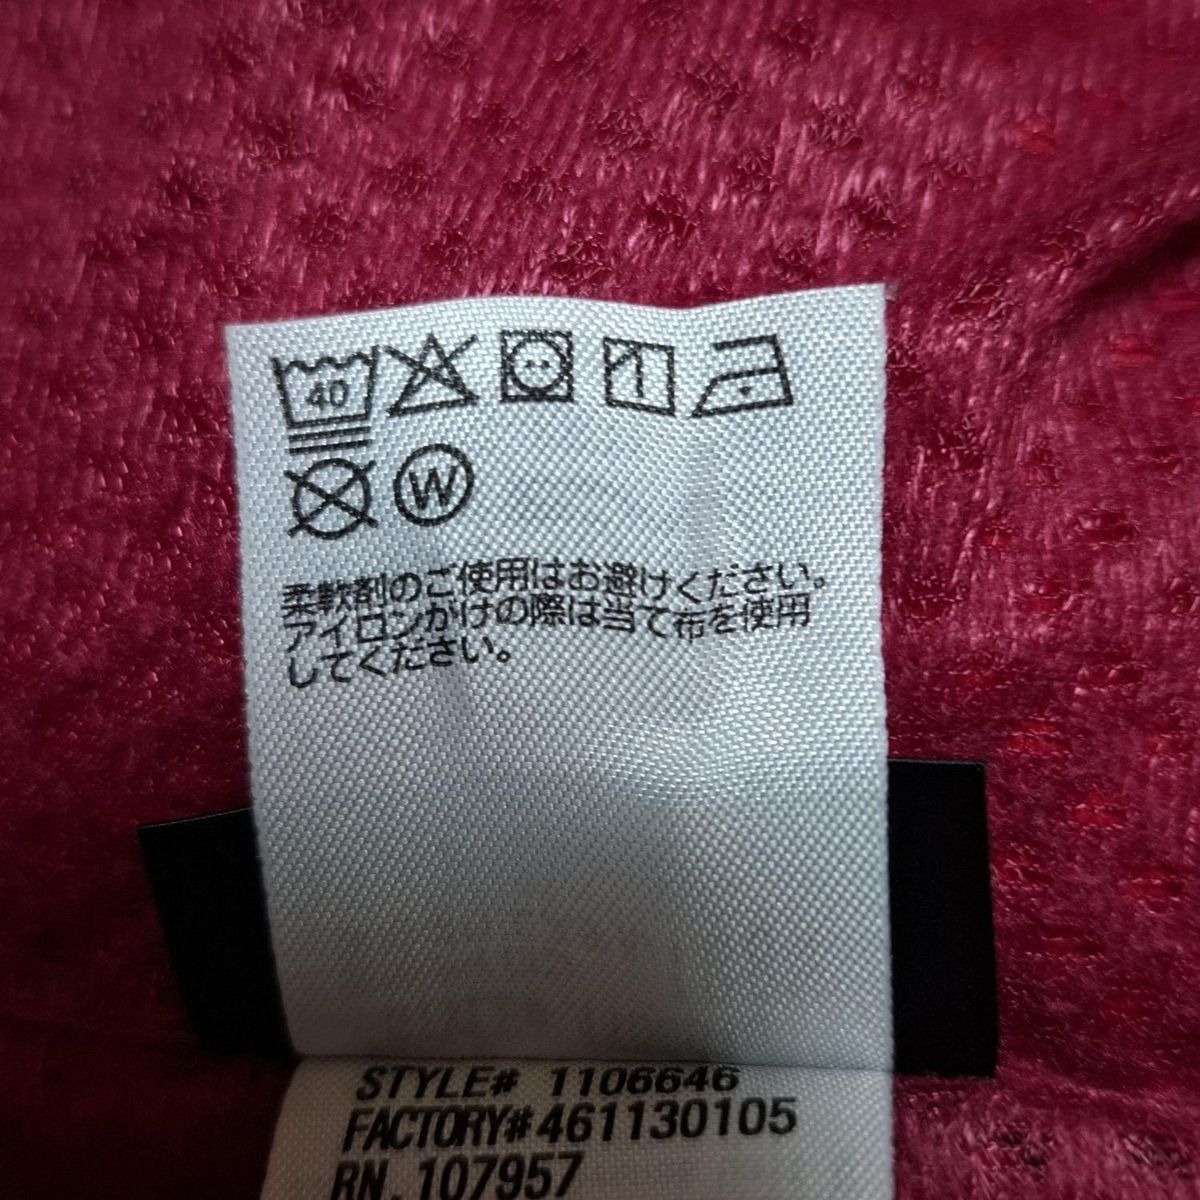 40
W
柔軟剤のご使用はお避けください。
アイロンがけの際は当て布を使用
してください。
STYLE# 1106646
FACTORY#461130105
RN.107957